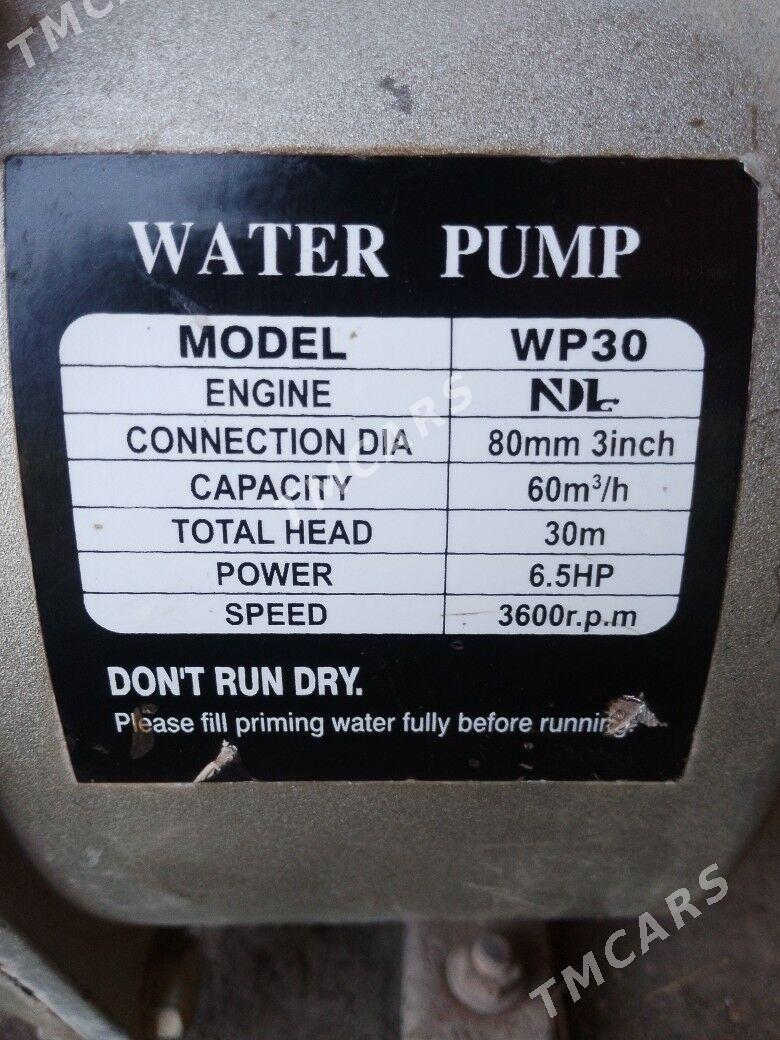 TMCARS
WATER PUMP
MODEL WP30
ENGINE NDL
CONNECTION DIA 80mm 3inch
CAPACITY 60m³/h
TOTAL HEAD 30m
POWER 6.5HP
SPEED 3600r.p.m
TMCARS
DON'T RUN DRY.
Please fill priming water fully before running.
TMCARS